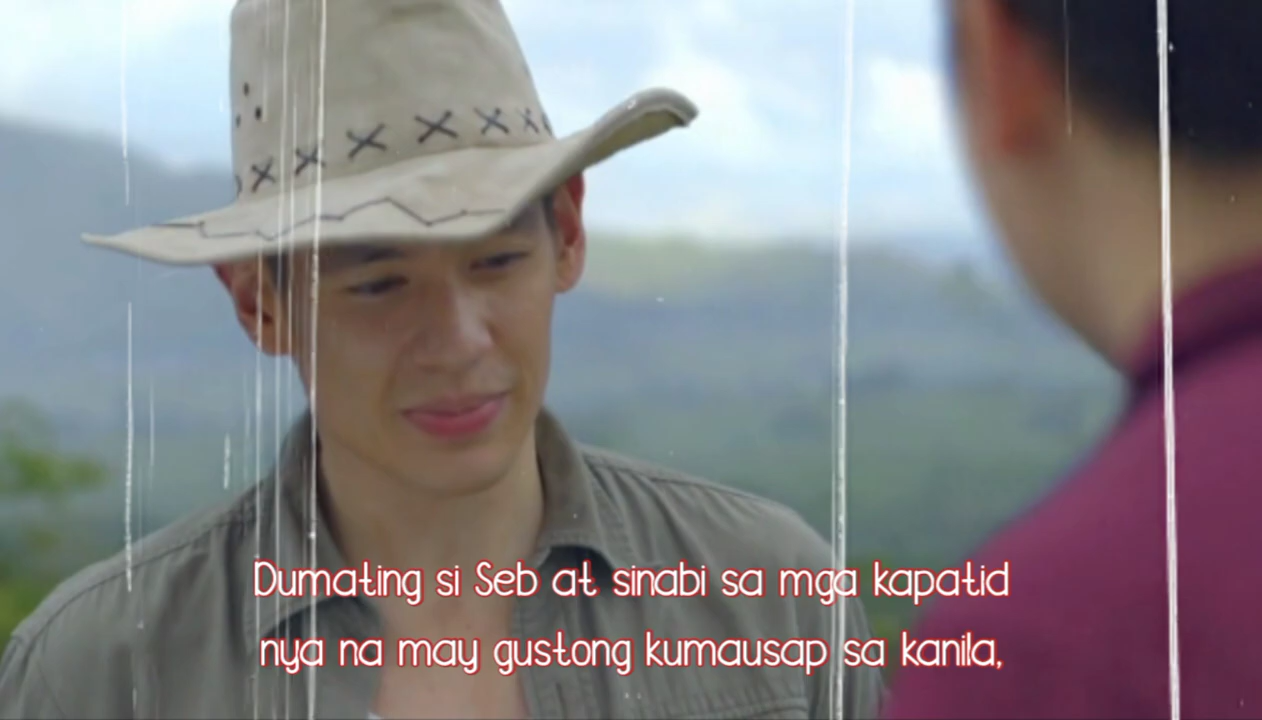 Dumating si Seb at sinabi sa mga kapatid
nya na may gustong kumausap sa kanila,